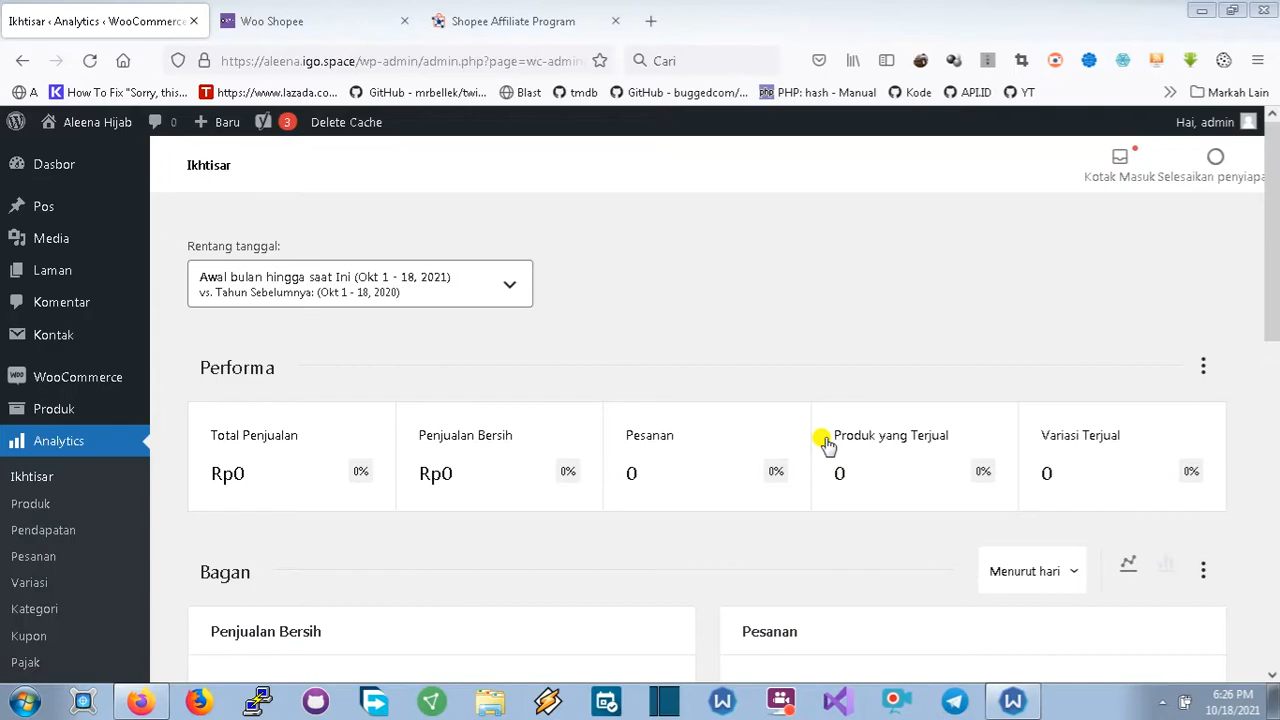 Ikhtisar ‹ Analytics ‹ WooCommerce
Woo Shopee
Shopee Affiliate Program
https://aleena.igo.space/wp-admin/admin.php?page=wc-admin
Cari
A
How To Fix "Sorry, this...
https://www.lazada.co...
GitHub - mrbellek/twi...
Blast
tmdb
GitHub - buggedcom/...
PHP: hash - Manual
Kode
API.ID
YT
Markah Lain
Aleena Hijab
0
Baru
3
Delete Cache
Hai, admin
Dasbor
Pos
Media
Laman
Komentar
Kontak
WooCommerce
Produk
Analytics
Ikhtisar
Produk
Pendapatan
Pesanan
Variasi
Kategori
Kupon
Pajak
Ikhtisar
Kotak Masuk
Selesaikan penyiapa
Rentang tanggal:
Awal bulan hingga saat Ini (Okt 1 - 18, 2021)
vs. Tahun Sebelumnya: (Okt 1 - 18, 2020)
Performa
Total Penjualan
Rp0
0%
Penjualan Bersih
Rp0
0%
Pesanan
0
0%
Produk yang Terjual
0
0%
Variasi Terjual
0
0%
Bagan
Menurut hari
Penjualan Bersih
Pesanan
6:26 PM
10/18/2021